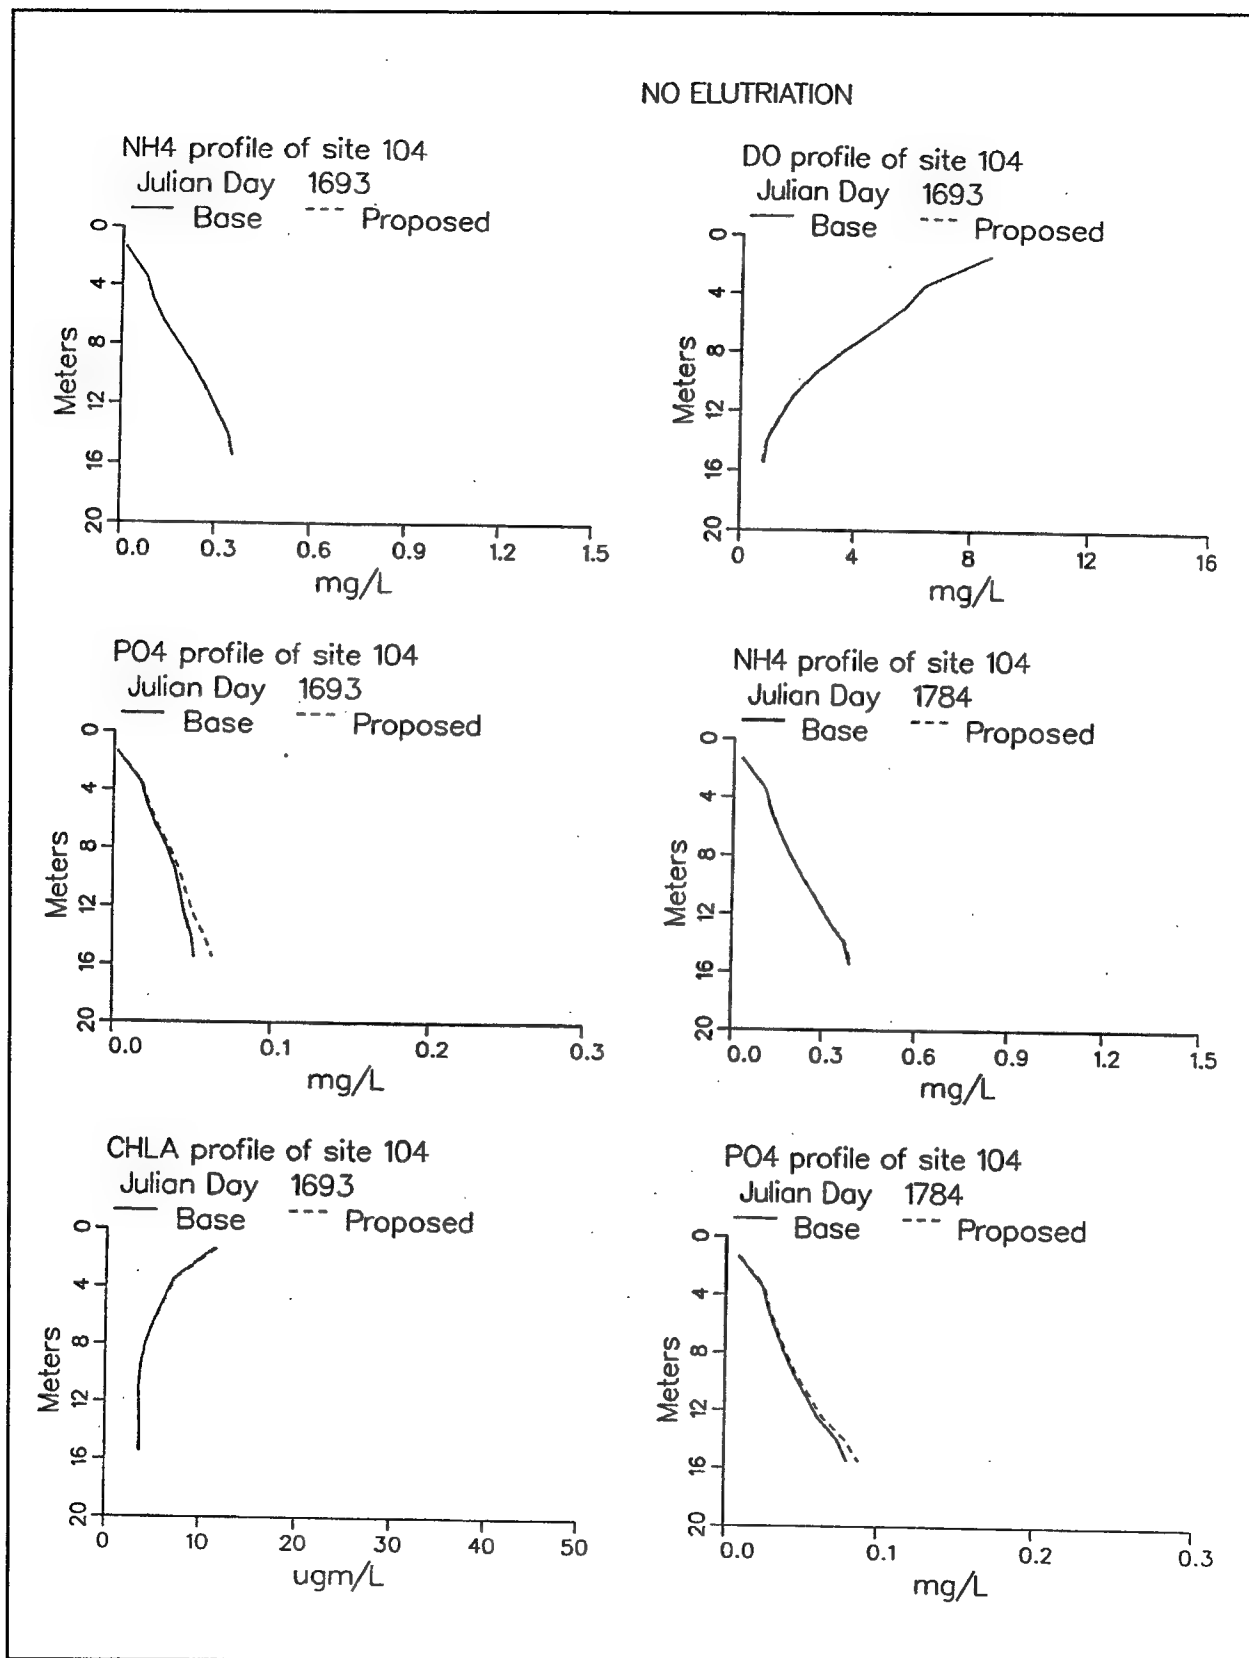 NO ELUTRIATION
NH4 profile of site 104
Julian Day 1693
Base Proposed
0
4
8
12
16
20
Meters
0.0 0.3 0.6 0.9 1.2 1.5
mg/L
DO profile of site 104
Julian Day 1693
Base Proposed
0
4
8
12
16
20
Meters
0 4 8 12 16
mg/L
PO4 profile of site 104
Julian Day 1693
Base Proposed
0
4
8
12
16
20
Meters
0.0 0.1 0.2 0.3
mg/L
NH4 profile of site 104
Julian Day 1784
Base Proposed
0
4
8
12
16
20
Meters
0.0 0.3 0.6 0.9 1.2 1.5
mg/L
CHLA profile of site 104
Julian Day 1693
Base Proposed
0
4
8
12
16
20
Meters
0 10 20 30 40 50
ugm/L
PO4 profile of site 104
Julian Day 1784
Base Proposed
0
4
8
12
16
20
Meters
0.0 0.1 0.2 0.3
mg/L